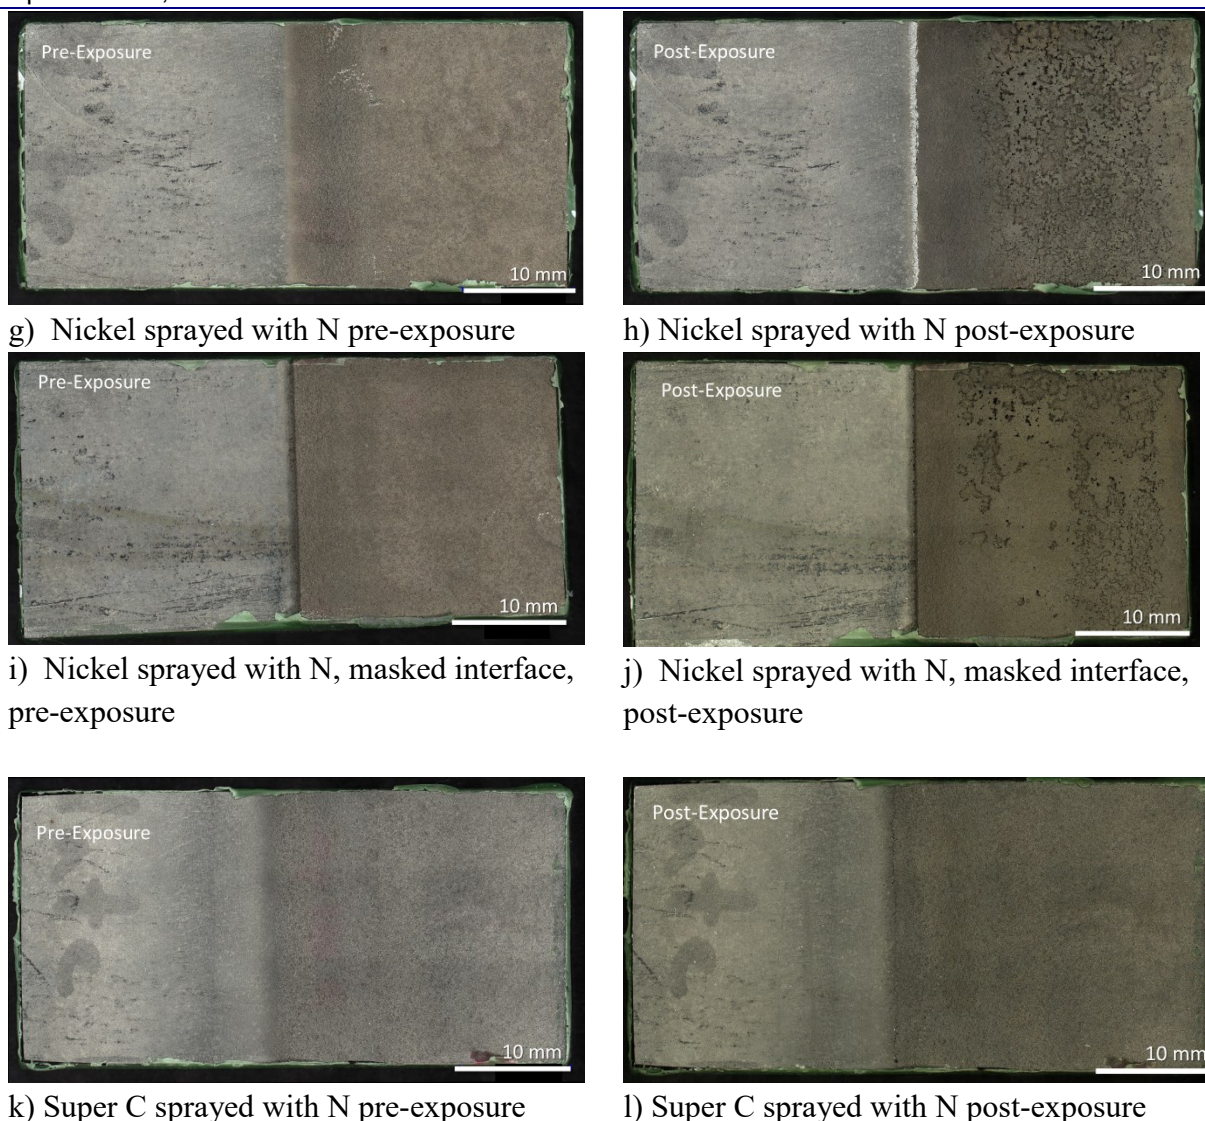 Pre-Exposure
Post-Exposure
10 mm
10 mm
g) Nickel sprayed with N pre-exposure
h) Nickel sprayed with N post-exposure
Pre-Exposure
Post-Exposure
10 mm
10 mm
i) Nickel sprayed with N, masked interface,
pre-exposure
j) Nickel sprayed with N, masked interface,
post-exposure
Pre-Exposure
Post-Exposure
10 mm
10 mm
k) Super C sprayed with N pre-exposure
l) Super C sprayed with N post-exposure